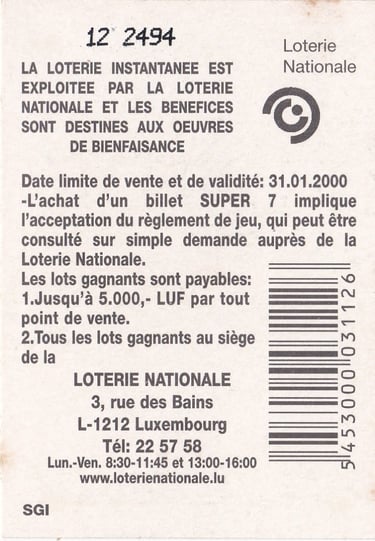 12 2494
Loterie
Nationale
LA LOTERIE INSTANTANEE EST
EXPLOITEE PAR LA LOTERIE
NATIONALE ET LES BENEFICES
SONT DESTINES AUX OEUVRES
DE BIENFAISANCE
Date limite de vente et de validité: 31.01.2000
-L'achat d'un billet SUPER 7 implique
l'acceptation du règlement de jeu, qui peut être
consulté sur simple demande auprès de la
Loterie Nationale.
Les lots gagnants sont payables:
1.Jusqu'à 5.000,- LUF par tout
point de vente.
2.Tous les lots gagnants au siège
de la
LOTERIE NATIONALE
3, rue des Bains
L-1212 Luxembourg
Tél: 22 57 58
Lun.-Ven. 8:30-11:45 et 13:00-16:00
www.loterienationale.lu
5453000031126
SGI